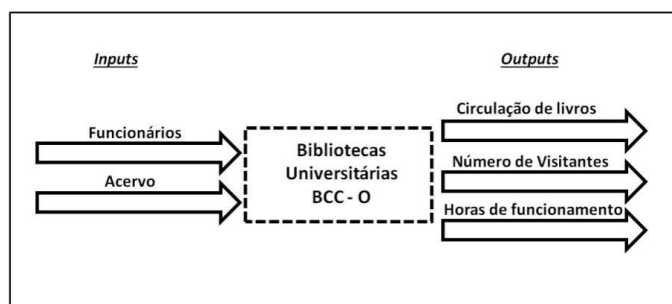 Inputs
Outputs
Funcionários
Acervo
Bibliotecas
Universitárias
BCC - O
Circulação de livros
Número de Visitantes
Horas de funcionamento